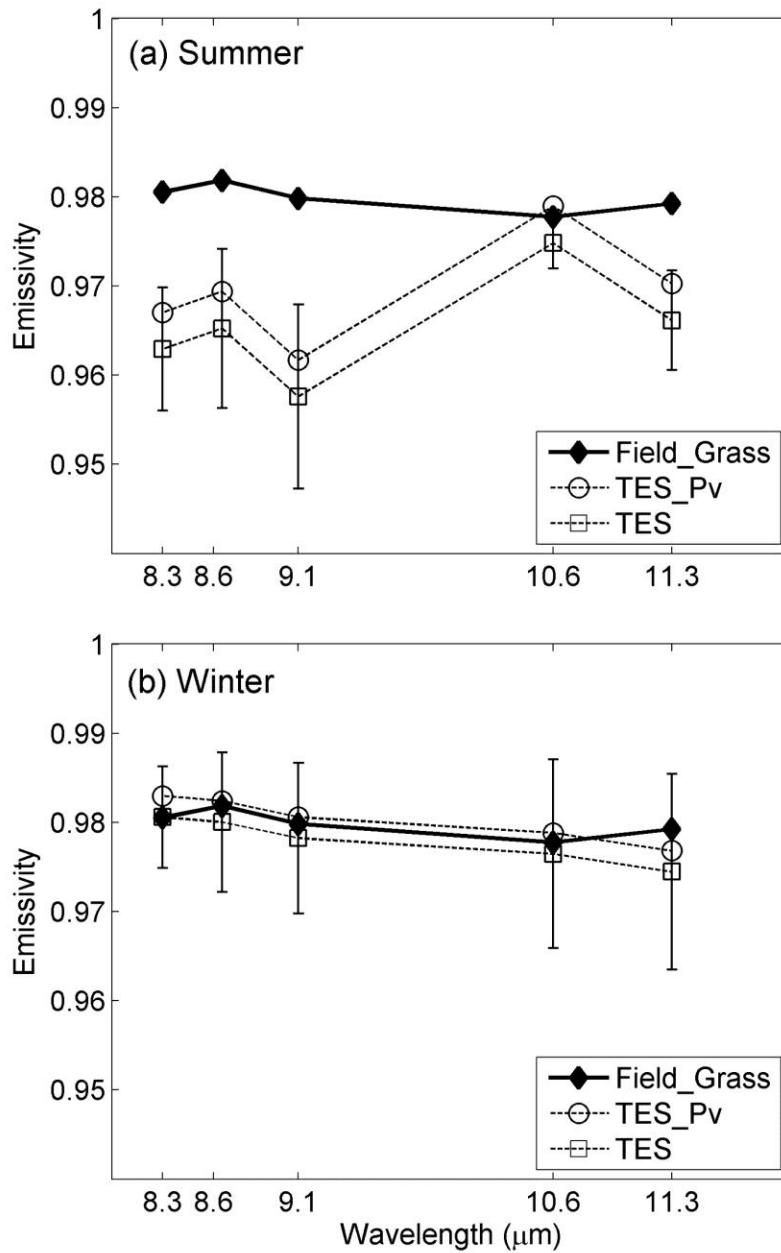 (a) Summer
1
0.99
0.98
0.97
0.96
0.95
Emissivity
Field_Grass
TES_Pv
TES
8.3 8.6 9.1 10.6 11.3
(b) Winter
1
0.99
0.98
0.97
0.96
0.95
Emissivity
Field_Grass
TES_Pv
TES
8.3 8.6 9.1 10.6 11.3
Wavelength (μm)